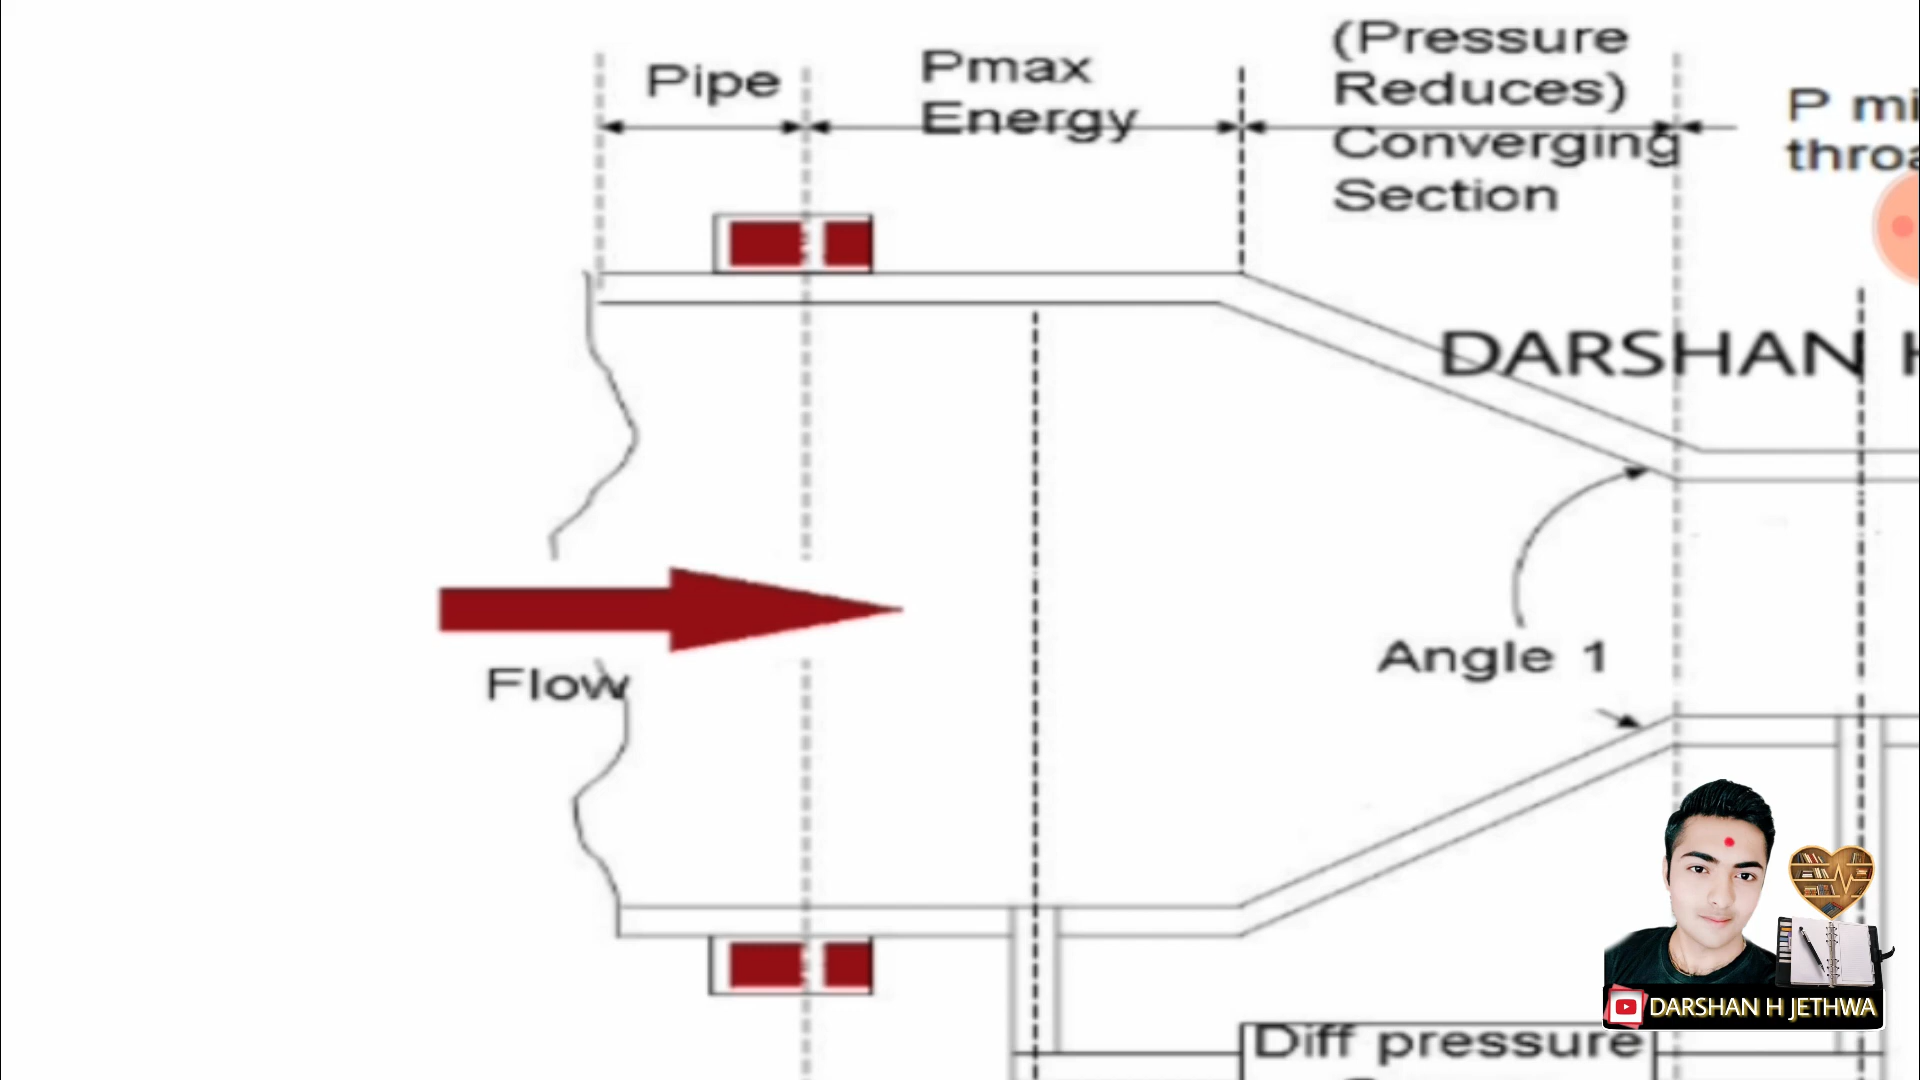 Pipe
Pmax
Energy
(Pressure
Reduces)
Converging
Section
P
DARSHAN
Angle 1
Flow
DARSHAN H JETHWA
Diff pressure